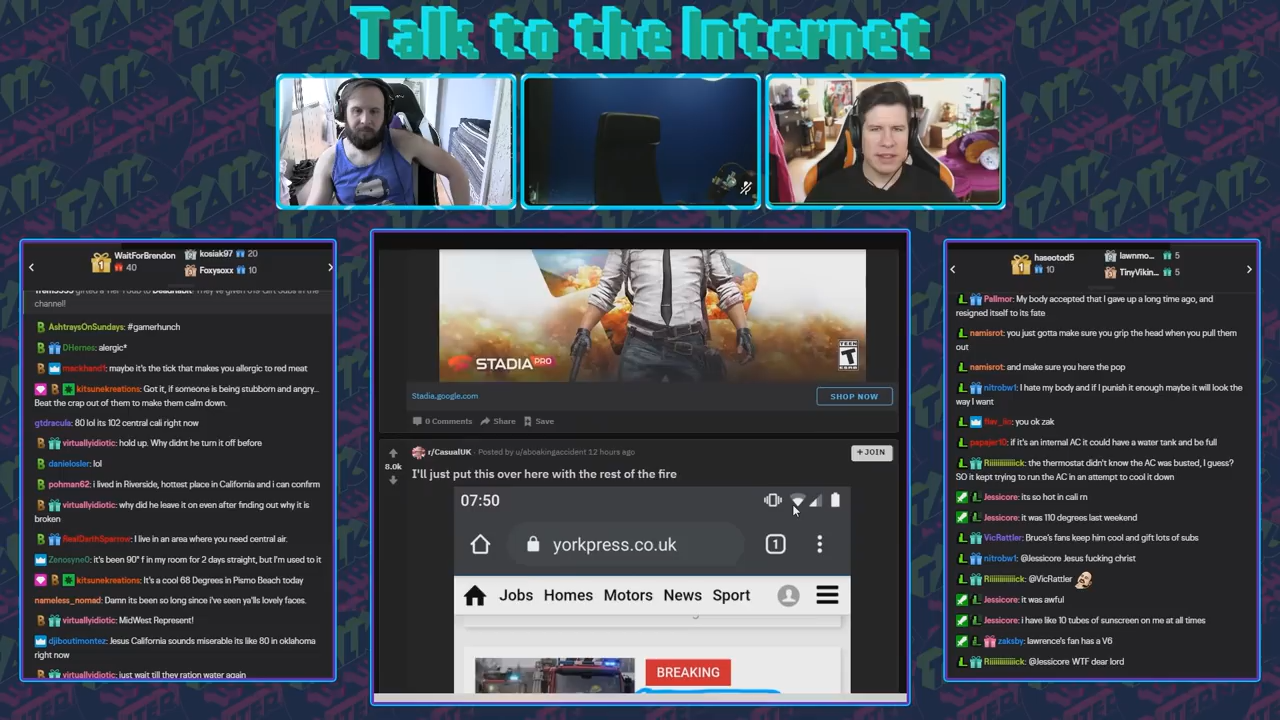 Talk to the Internet
WaitForBrendon
40
kosiak97 20
Foxysoxx 10
channel!
AshtraysOnSundays: #gamerhunch
DHernes: alergic*
mackhand1: maybe it's the tick that makes you allergic to red meat
kitsunekreations: Got it, if someone is being stubborn and angry...
Beat the crap out of them to make them calm down.
gtdracula: 80 lol its 102 central cali right now
virtuallyidiotic: hold up. Why didnt he turn it off before
danielosler: lol
pohman62: i lived in Riverside, hottest place in California and i can confirm
virtuallyidiotic: why did he leave it on even after finding out why it is
broken
RealDarthSparrow: I live in an area where you need central air.
Zenosyne0: it's been 90° f in my room for 2 days straight, but I'm used to it
kitsunekreations: It's a cool 68 Degrees in Pismo Beach today
nameless_nomad: Damn its been so long since i've seen ya'lls lovely faces.
virtuallyidiotic: MidWest Represent!
djiboutimontez: Jesus California sounds miserable its like 80 in oklahoma
right now
virtuallyidiotic: just wait till they ration water again
STADIA PRO
TEEN
T
Stadia.google.com
SHOP NOW
0 Comments Share Save
8.0k
r/CasualUK · Posted by u/aboakingaccident 12 hours ago
+ JOIN
I'll just put this over here with the rest of the fire
07:50
yorkpress.co.uk
1
Jobs Homes Motors News Sport
BREAKING
haseotod5
10
lawnmo... 5
TinyVikin... 5
Pallmor: My body accepted that I gave up a long time ago, and
resigned itself to its fate
namisrot: you just gotta make sure you grip the head when you pull them
out
namisrot: and make sure you here the pop
nitrobw1: I hate my body and if I punish it enough maybe it will look the
way I want
you ok zak
papajer10: if it's an internal AC it could have a water tank and be full
the thermostat didn't know the AC was busted, I guess?
SO it kept trying to run the AC in an attempt to cool it down
Jessicore: its so hot in cali rn
Jessicore: it was 110 degrees last weekend
VicRattler: Bruce's fans keep him cool and gift lots of subs
nitrobw1: @Jessicore Jesus fucking christ
@VicRattler
Jessicore: it was awful
Jessicore: i have like 10 tubes of sunscreen on me at all times
zaksby: lawrence's fan has a V6
@Jessicore WTF dear lord